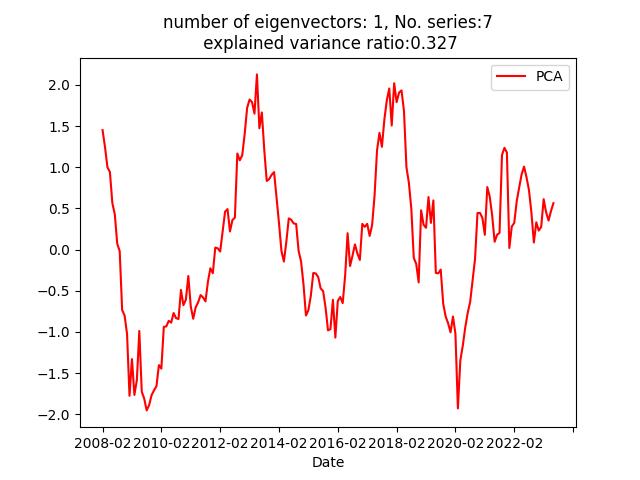 number of eigenvectors: 1, No. series:7
explained variance ratio:0.327
PCA
2.0
1.5
1.0
0.5
0.0
−0.5
−1.0
−1.5
−2.0
2008-02 2010-02 2012-02 2014-02 2016-02 2018-02 2020-02 2022-02
Date